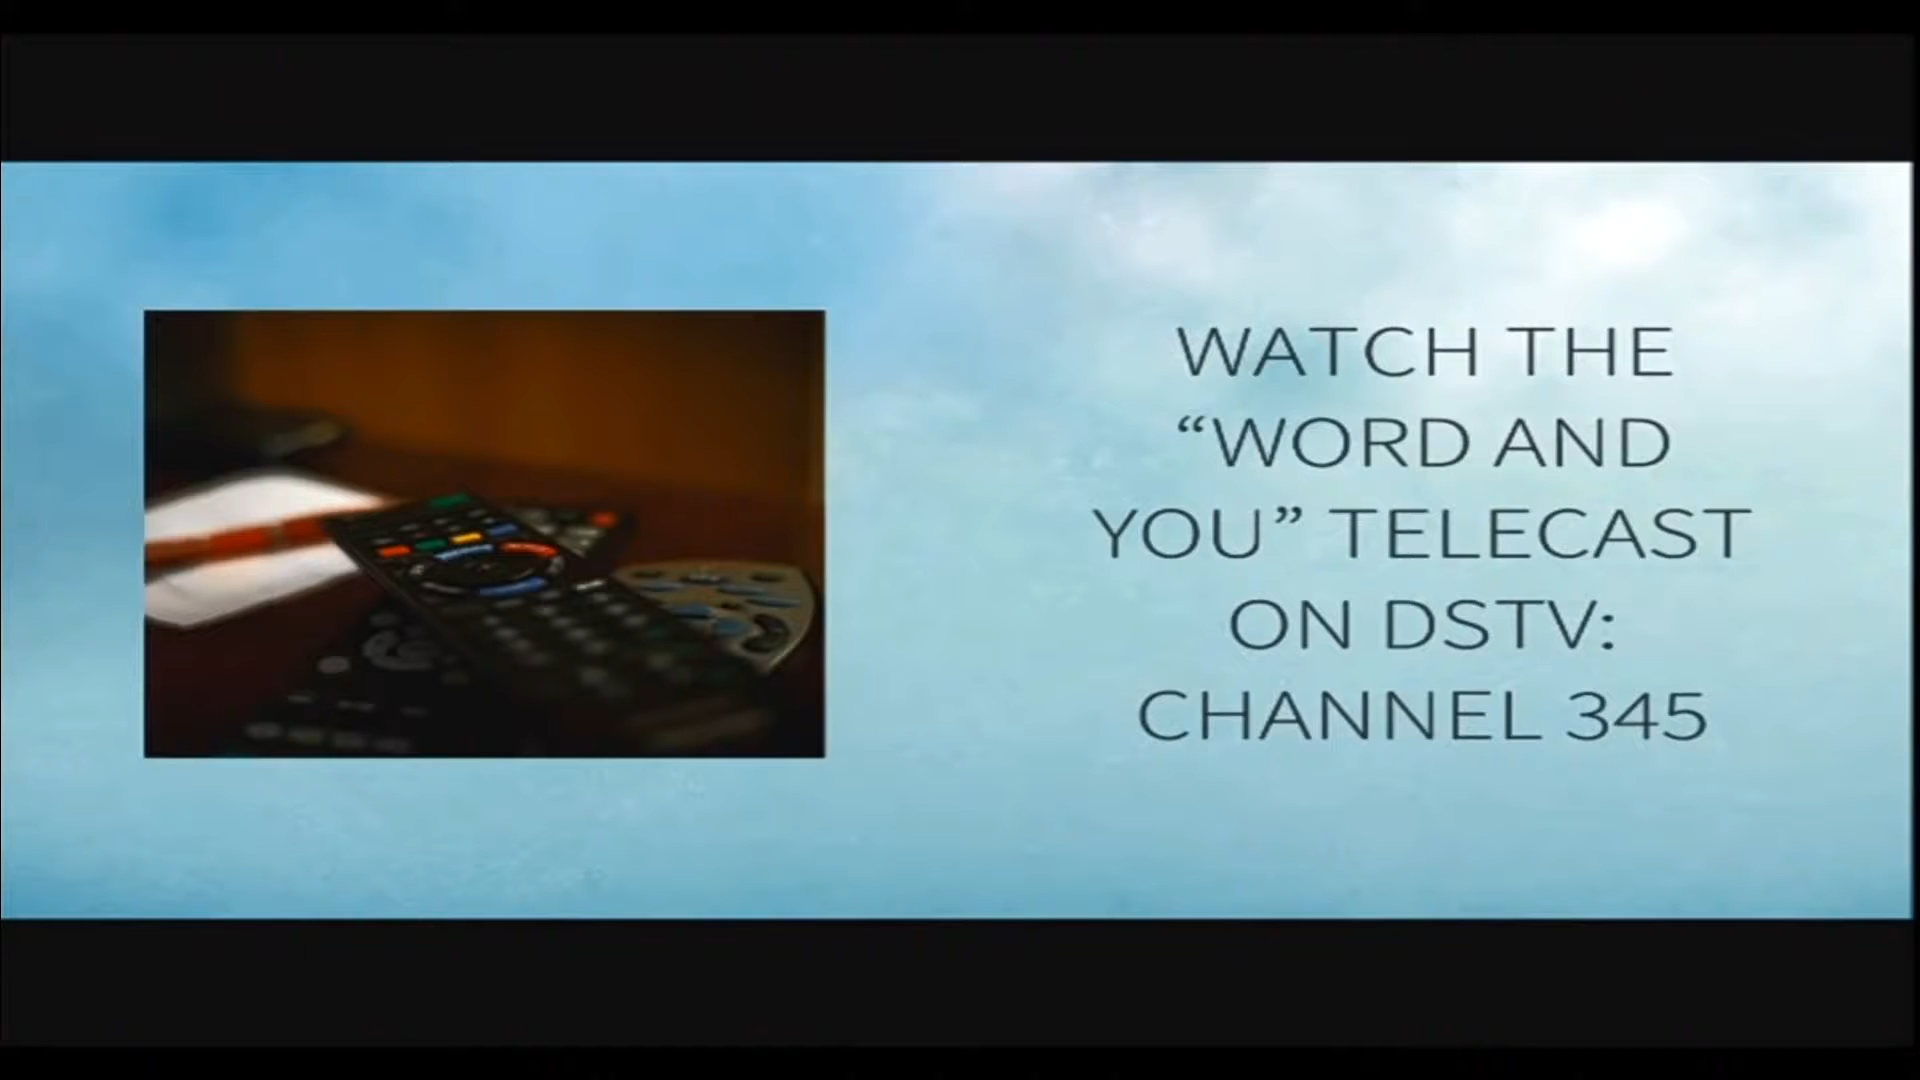 WATCH THE
“WORD AND
YOU” TELECAST
ON DSTV:
CHANNEL 345